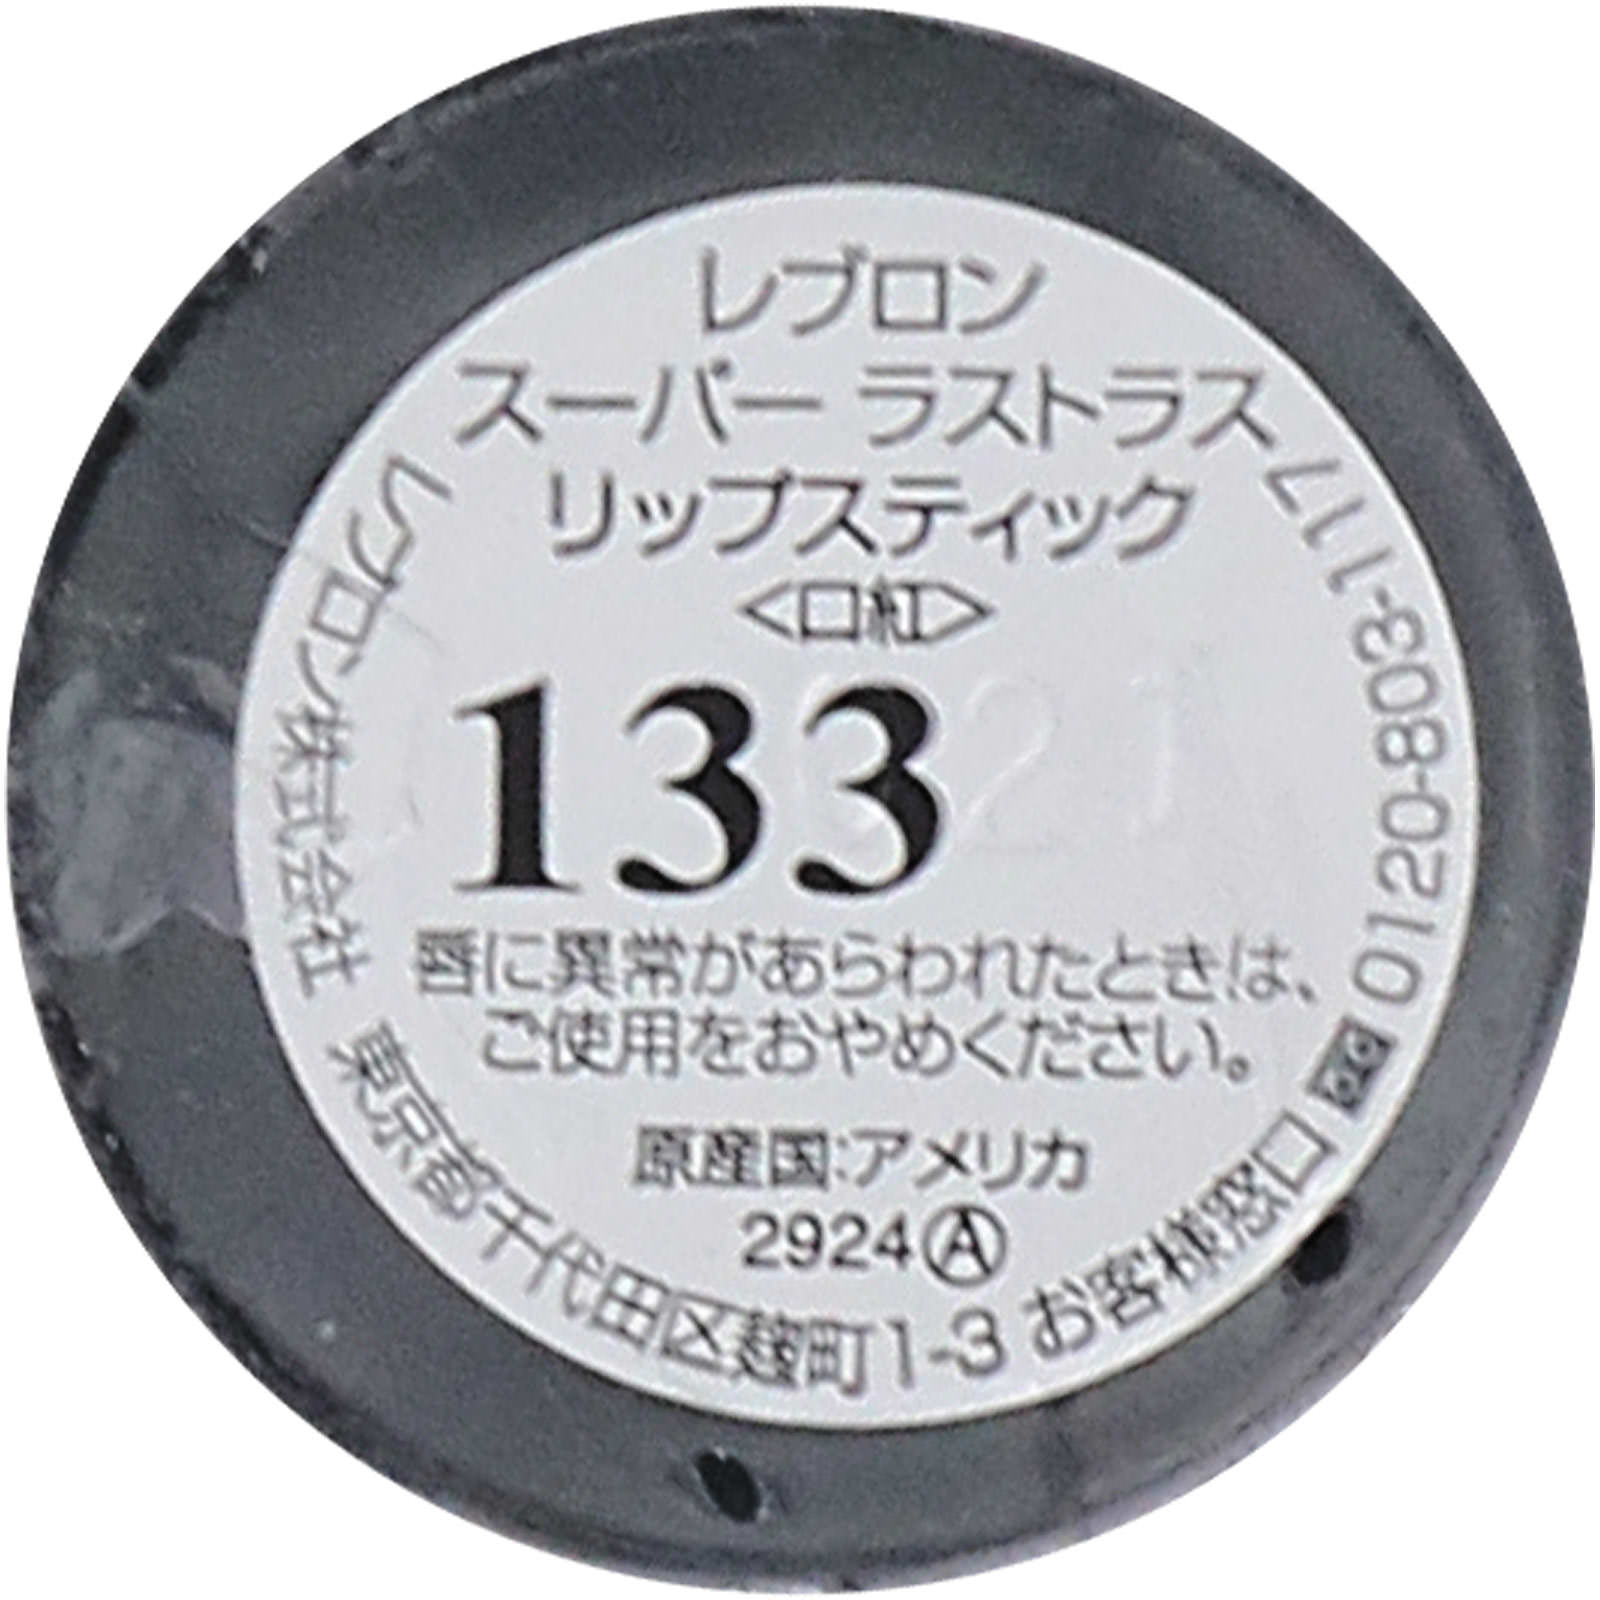 レブロン
スーパー ラストラス
リップスティック
<口紅>
133
唇に異常があらわれたときは、
ご使用をおやめください。
原産国:アメリカ
2924Ⓐ
レブロン株式会社 東京都千代田区麹町1-3 お客様窓口 0120-803-117